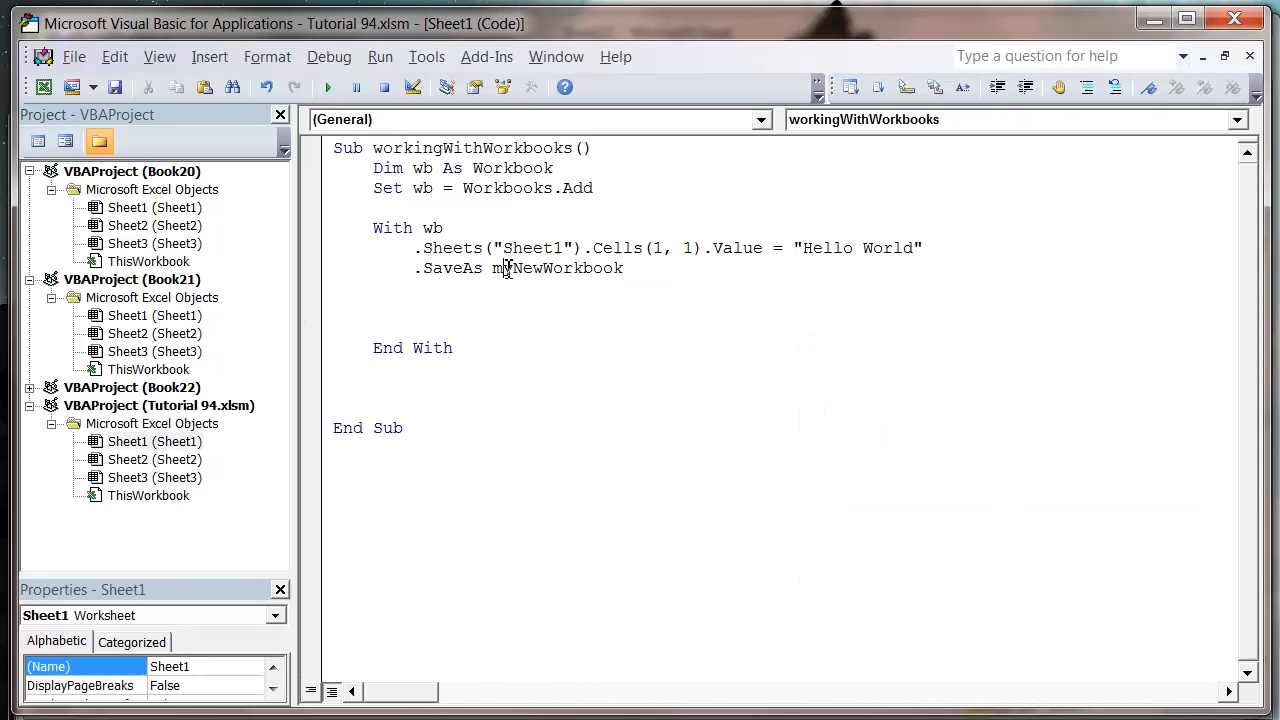 Microsoft Visual Basic for Applications - Tutorial 94.xlsm - [Sheet1 (Code)]
File Edit View Insert Format Debug Run Tools Add-Ins Window Help Type a question for help
Project - VBAProject
(General) workingWithWorkbooks
VBAProject (Book20)
Microsoft Excel Objects
Sheet1 (Sheet1)
Sheet2 (Sheet2)
Sheet3 (Sheet3)
ThisWorkbook
VBAProject (Book21)
Microsoft Excel Objects
Sheet1 (Sheet1)
Sheet2 (Sheet2)
Sheet3 (Sheet3)
ThisWorkbook
VBAProject (Book22)
VBAProject (Tutorial 94.xlsm)
Microsoft Excel Objects
Sheet1 (Sheet1)
Sheet2 (Sheet2)
Sheet3 (Sheet3)
ThisWorkbook
Sub workingWithWorkbooks()
Dim wb As Workbook
Set wb = Workbooks.Add
With wb
.Sheets("Sheet1").Cells(1, 1).Value = "Hello World"
.SaveAs myNewWorkbook
End With
End Sub
Properties - Sheet1
Sheet1 Worksheet
Alphabetic Categorized
(Name) Sheet1
DisplayPageBreaks False